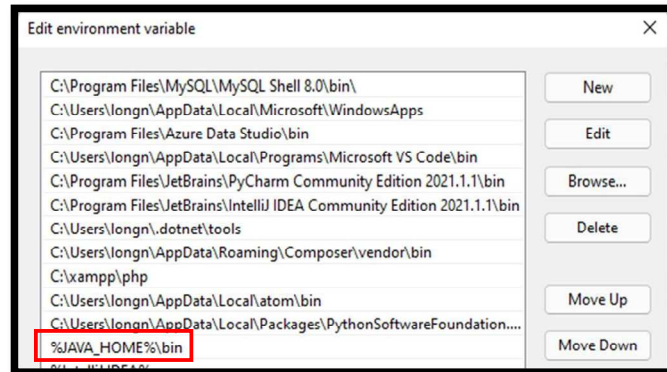 Edit environment variable
C:\Program Files\MySQL\MySQL Shell 8.0\bin\
C:\Users\longn\AppData\Local\Microsoft\WindowsApps
C:\Program Files\Azure Data Studio\bin
C:\Users\longn\AppData\Local\Programs\Microsoft VS Code\bin
C:\Program Files\JetBrains\PyCharm Community Edition 2021.1.1\bin
C:\Program Files\JetBrains\IntelliJ IDEA Community Edition 2021.1.1\bin
C:\Users\longn\.dotnet\tools
C:\Users\longn\AppData\Roaming\Composer\vendor\bin
C:\xampp\php
C:\Users\longn\AppData\Local\atom\bin
C:\Users\longn\AppData\Local\Packages\PythonSoftwareFoundation....
%JAVA_HOME%\bin
New
Edit
Browse...
Delete
Move Up
Move Down